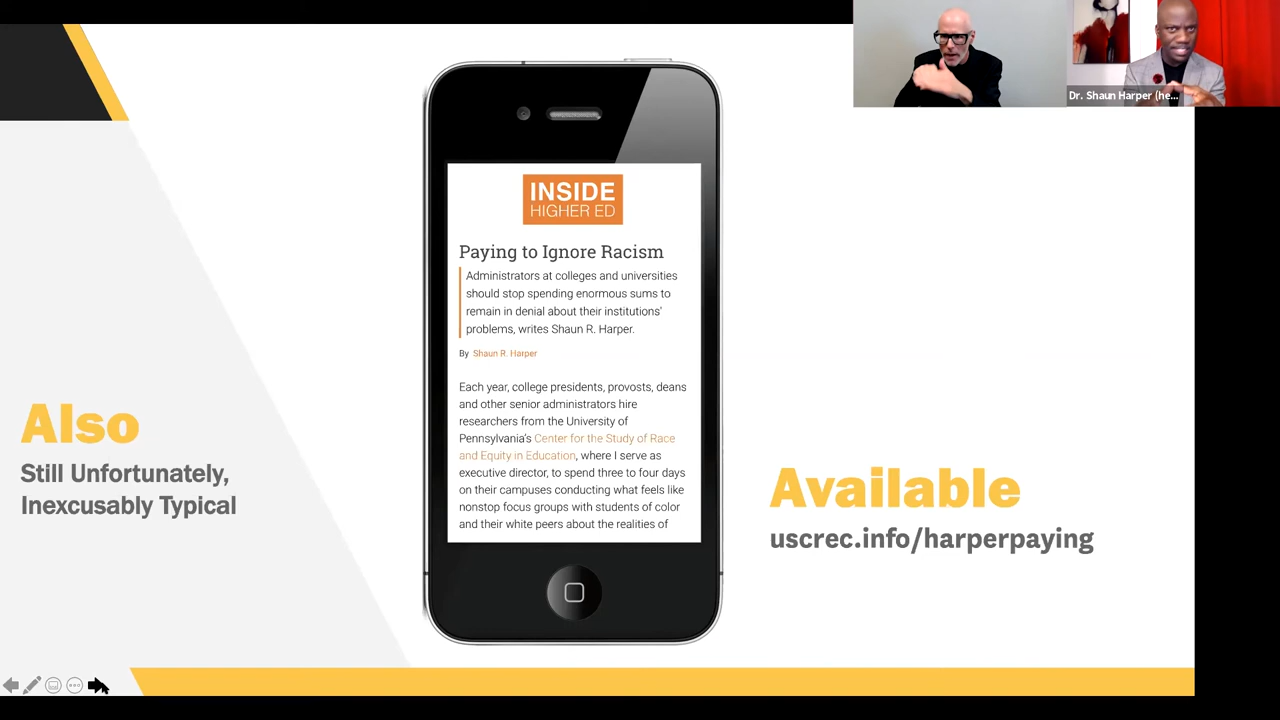 Dr. Shaun Harper (he...
INSIDE
HIGHER ED
Paying to Ignore Racism
Administrators at colleges and universities
should stop spending enormous sums to
remain in denial about their institutions'
problems, writes Shaun R. Harper.
By Shaun R. Harper
Each year, college presidents, provosts, deans
and other senior administrators hire
researchers from the University of
Pennsylvania's Center for the Study of Race
and Equity in Education, where I serve as
executive director, to spend three to four days
on their campuses conducting what feels like
nonstop focus groups with students of color
and their white peers about the realities of
Also
Still Unfortunately,
Inexcusably Typical
Available
uscrec.info/harperpaying